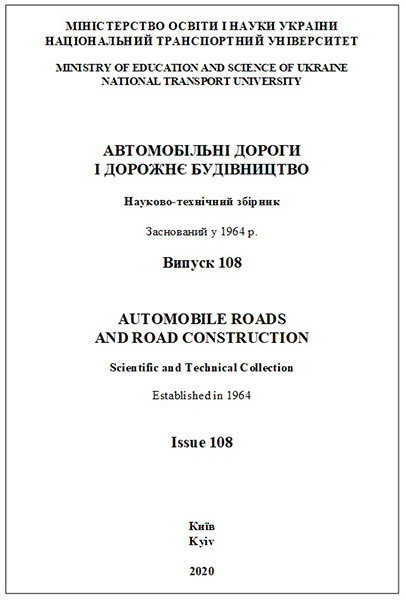 МІНІСТЕРСТВО ОСВІТИ І НАУКИ УКРАЇНИ
НАЦІОНАЛЬНИЙ ТРАНСПОРТНИЙ УНІВЕРСИТЕТ
MINISTRY OF EDUCATION AND SCIENCE OF UKRAINE
NATIONAL TRANSPORT UNIVERSITY
АВТОМОБІЛЬНІ ДОРОГИ
І ДОРОЖНЄ БУДІВНИЦТВО
Науково-технічний збірник
Заснований у 1964 р.
Випуск 108
AUTOMOBILE ROADS
AND ROAD CONSTRUCTION
Scientific and Technical Collection
Established in 1964
Issue 108
Київ
Kyiv
2020